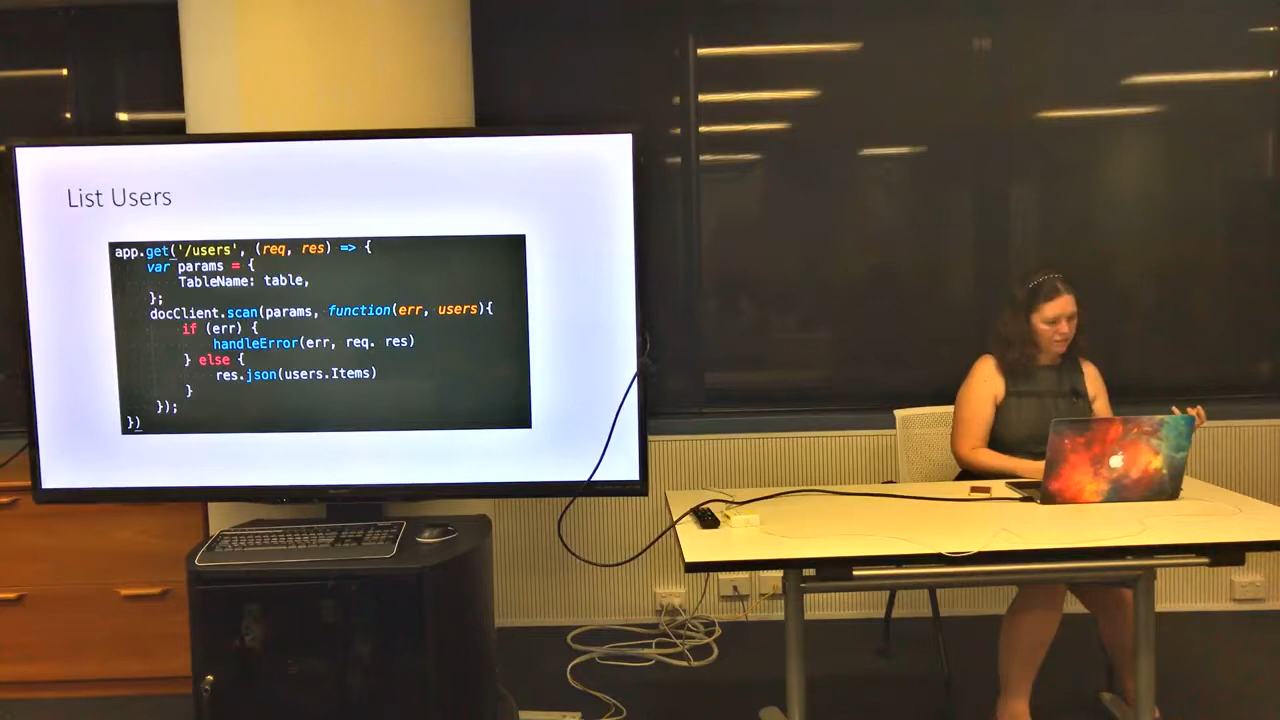 List Users
app.get('/users', (req, res) => {
var params = {
TableName: table,
};
docClient.scan(params, function(err, users){
if (err) {
handleError(err, req. res)
} else {
res.json(users.Items)
}
});
})